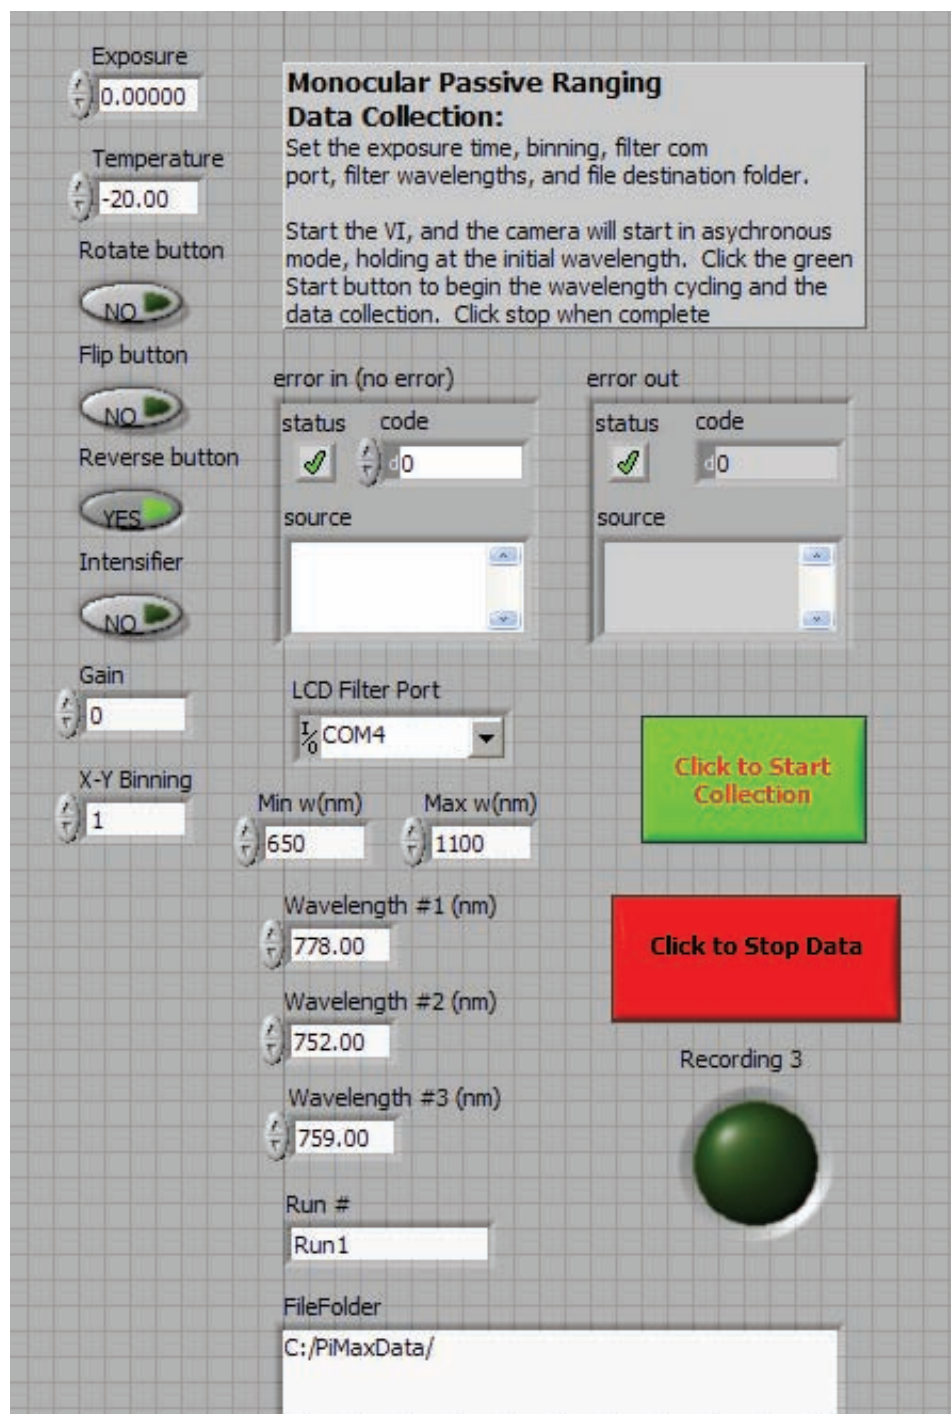 Exposure
0.00000
Temperature
-20.00
Rotate button
NO
Flip button
NO
Reverse button
YES
Intensifier
NO
Gain
0
X-Y Binning
1
Monocular Passive Ranging
Data Collection:
Set the exposure time, binning, filter com
port, filter wavelengths, and file destination folder.
Start the VI, and the camera will start in asychronous
mode, holding at the initial wavelength. Click the green
Start button to begin the wavelength cycling and the
data collection. Click stop when complete
error in (no error)
status code
d0
source
error out
status code
d0
source
LCD Filter Port
I/O COM4
Min w(nm) Max w(nm)
650 1100
Wavelength #1 (nm)
778.00
Wavelength #2 (nm)
752.00
Wavelength #3 (nm)
759.00
Run #
Run1
FileFolder
C:/PiMaxData/
Click to Start
Collection
Click to Stop Data
Recording 3